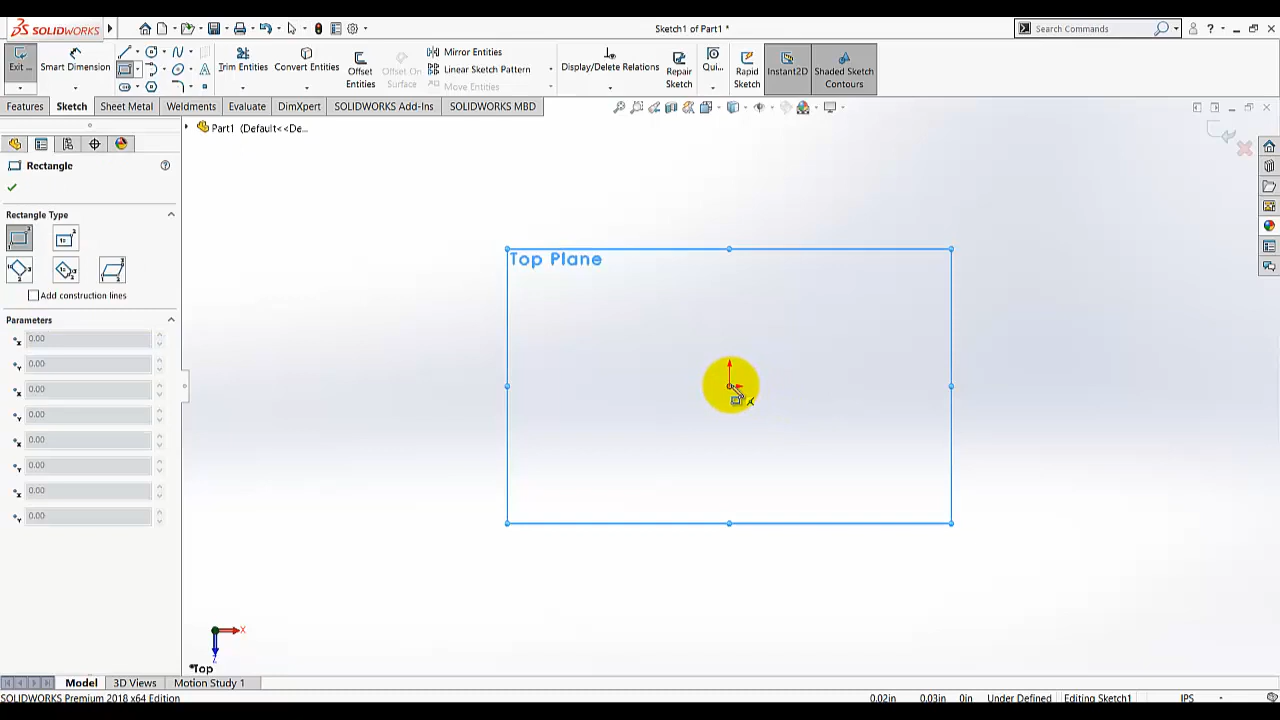 SOLIDWORKS
Sketch1 of Part1 *
Search Commands
?
Exit ...
Smart Dimension
Trim Entities
Convert Entities
Offset Entities
Offset On Surface
Mirror Entities
Linear Sketch Pattern
Move Entities
Display/Delete Relations
Repair Sketch
Qui...
Rapid Sketch
Instant2D
Shaded Sketch Contours
Features
Sketch
Sheet Metal
Weldments
Evaluate
DimXpert
SOLIDWORKS Add-Ins
SOLIDWORKS MBD
Part1 (Default<<De...
Rectangle
Rectangle Type
Add construction lines
Parameters
0.00
0.00
0.00
0.00
0.00
0.00
0.00
0.00
Top Plane
X
Z
*Top
Model
3D Views
Motion Study 1
SOLIDWORKS Premium 2018 x64 Edition
0.02in
0.03in
0in
Under Defined
Editing Sketch1
IPS